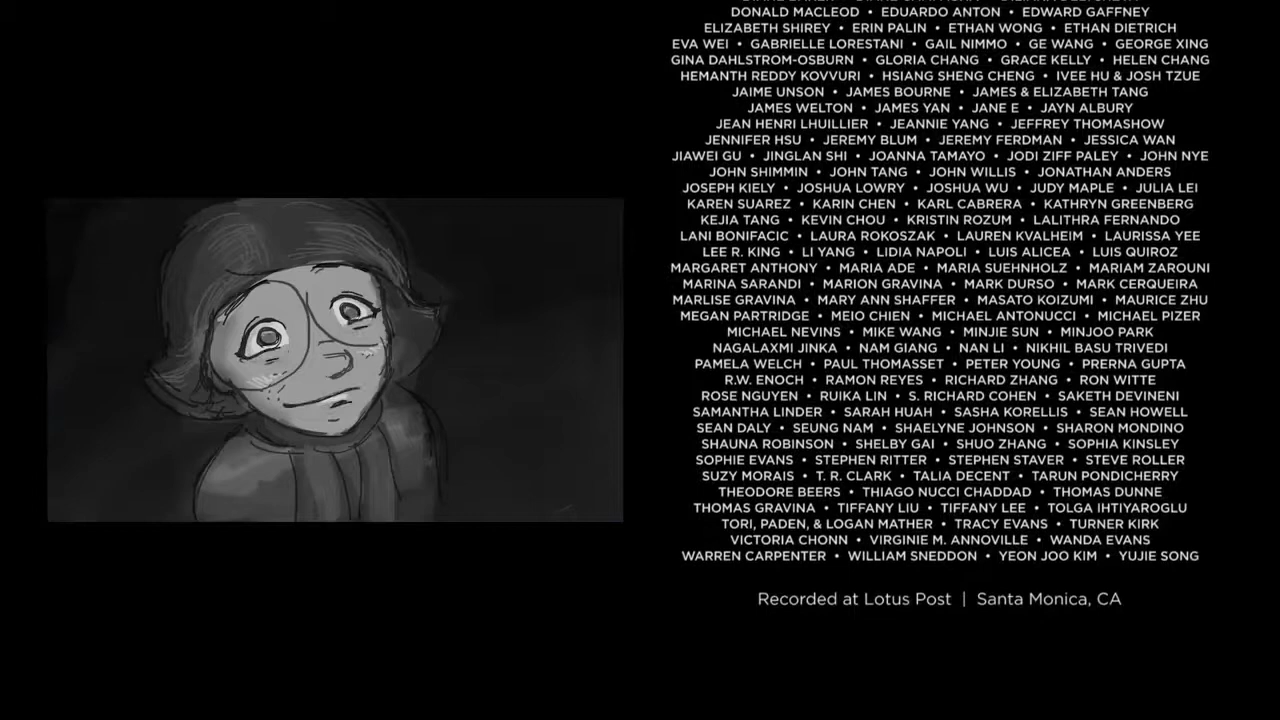 DONALD MACLEOD • EDUARDO ANTON • EDWARD GAFFNEY
ELIZABETH SHIREY • ERIN PALIN • ETHAN WONG • ETHAN DIETRICH
EVA WEI • GABRIELLE LORESTANI • GAIL NIMMO • GE WANG • GEORGE XING
GINA DAHLSTROM-OSBURN • GLORIA CHANG • GRACE KELLY • HELEN CHANG
HEMANTH REDDY KOVVURI • HSIANG SHENG CHENG • IVEE HU & JOSH TZUE
JAIME UNSON • JAMES BOURNE • JAMES & ELIZABETH TANG
JAMES WELTON • JAMES YAN • JANE E • JAYN ALBURY
JEAN HENRI LHUILLIER • JEANNIE YANG • JEFFREY THOMASHOW
JENNIFER HSU • JEREMY BLUM • JEREMY FERDMAN • JESSICA WAN
JIAWEI GU • JINGLAN SHI • JOANNA TAMAYO • JODI ZIFF PALEY • JOHN NYE
JOHN SHIMMIN • JOHN TANG • JOHN WILLIS • JONATHAN ANDERS
JOSEPH KIELY • JOSHUA LOWRY • JOSHUA WU • JUDY MAPLE • JULIA LEI
KAREN SUAREZ • KARIN CHEN • KARL CABRERA • KATHRYN GREENBERG
KEJIA TANG • KEVIN CHOU • KRISTIN ROZUM • LALITHRA FERNANDO
LANI BONIFACIC • LAURA ROKOSZAK • LAUREN KVALHEIM • LAURISSA YEE
LEE R. KING • LI YANG • LIDIA NAPOLI • LUIS ALICEA • LUIS QUIROZ
MARGARET ANTHONY • MARIA ADE • MARIA SUEHNHOLZ • MARIAM ZAROUNI
MARINA SARANDI • MARION GRAVINA • MARK DURSO • MARK CERQUEIRA
MARLISE GRAVINA • MARY ANN SHAFFER • MASATO KOIZUMI • MAURICE ZHU
MEGAN PARTRIDGE • MEIO CHIEN • MICHAEL ANTONUCCI • MICHAEL PIZER
MICHAEL NEVINS • MIKE WANG • MINJIE SUN • MINJOO PARK
NAGALAXMI JINKA • NAM GIANG • NAN LI • NIKHIL BASU TRIVEDI
PAMELA WELCH • PAUL THOMASSET • PETER YOUNG • PRERNA GUPTA
R.W. ENOCH • RAMON REYES • RICHARD ZHANG • RON WITTE
ROSE NGUYEN • RUIKA LIN • S. RICHARD COHEN • SAKETH DEVINENI
SAMANTHA LINDER • SARAH HUAH • SASHA KORELLIS • SEAN HOWELL
SEAN DALY • SEUNG NAM • SHAELYNE JOHNSON • SHARON MONDINO
SHAUNA ROBINSON • SHELBY GAI • SHUO ZHANG • SOPHIA KINSLEY
SOPHIE EVANS • STEPHEN RITTER • STEPHEN STAVER • STEVE ROLLER
SUZY MORAIS • T. R. CLARK • TALIA DECENT • TARUN PONDICHERRY
THEODORE BEERS • THIAGO NUCCI CHADDAD • THOMAS DUNNE
THOMAS GRAVINA • TIFFANY LIU • TIFFANY LEE • TOLGA IHTIYAROGLU
TORI, PADEN, & LOGAN MATHER • TRACY EVANS • TURNER KIRK
VICTORIA CHONN • VIRGINIE M. ANNOVILLE • WANDA EVANS
WARREN CARPENTER • WILLIAM SNEDDON • YEON JOO KIM • YUJIE SONG
Recorded at Lotus Post | Santa Monica, CA